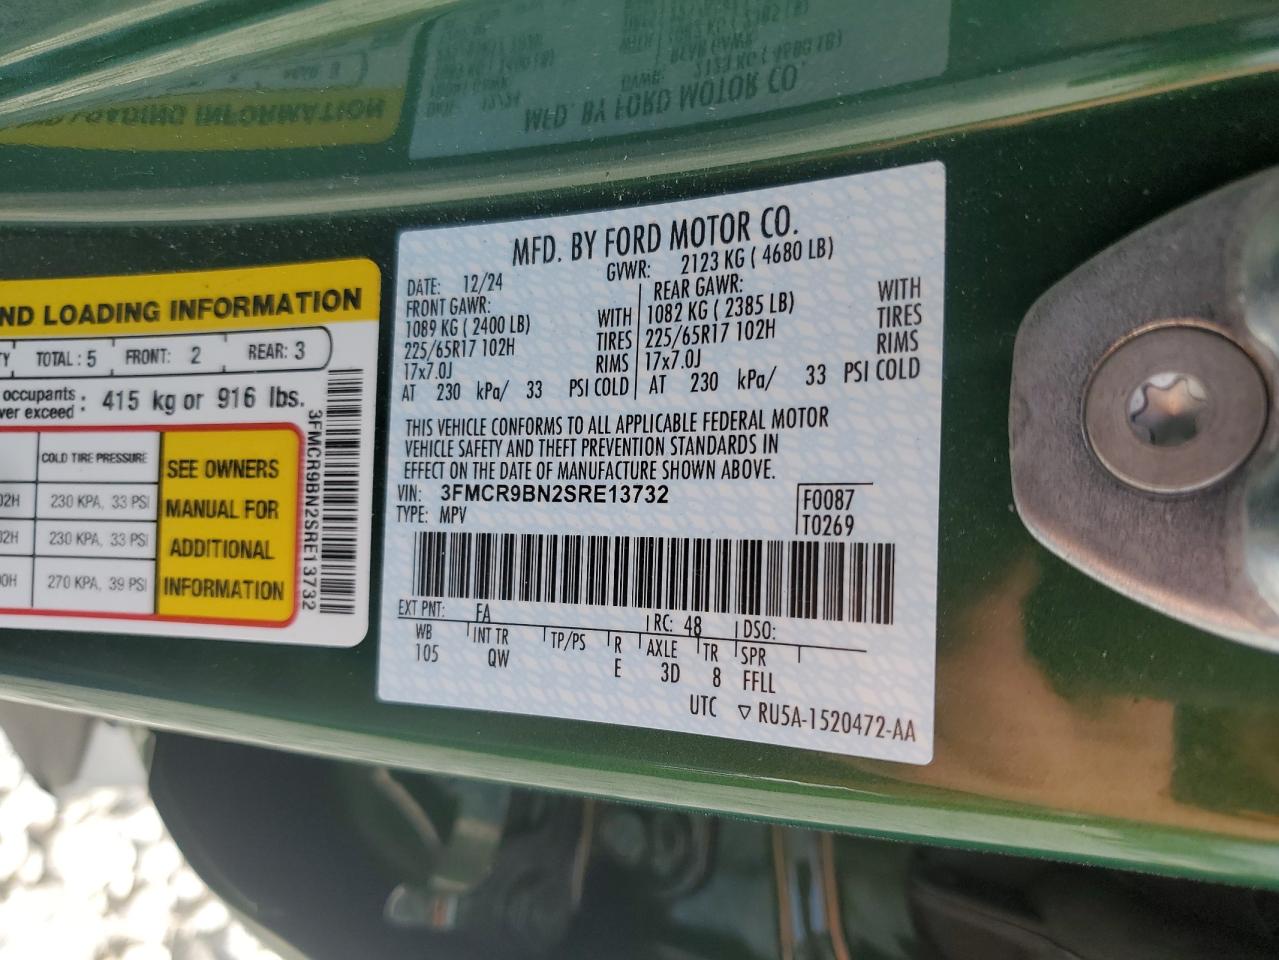 ND LOADING INFORMATION
TY TOTAL: 5 FRONT: 2 REAR: 3
occupants
ver exceed : 415 kg or 916 lbs.
COLD TIRE PRESSURE
02H 230 KPA, 33 PSI
02H 230 KPA, 33 PSI
00H 270 KPA, 39 PSI
SEE OWNERS
MANUAL FOR
ADDITIONAL
INFORMATION
3FMCR9BN2SRE13732
MFD. BY FORD MOTOR CO.
DATE: 12/24 GVWR: 2123 KG ( 4680 LB)
FRONT GAWR: REAR GAWR:
1089 KG ( 2400 LB) WITH 1082 KG ( 2385 LB) WITH
225/65R17 102H TIRES 225/65R17 102H TIRES
17x7.0J RIMS 17x7.0J RIMS
AT 230 kPa/ 33 PSI COLD AT 230 kPa/ 33 PSI COLD
THIS VEHICLE CONFORMS TO ALL APPLICABLE FEDERAL MOTOR
VEHICLE SAFETY AND THEFT PREVENTION STANDARDS IN
EFFECT ON THE DATE OF MANUFACTURE SHOWN ABOVE.
VIN: 3FMCR9BN2SRE13732 F0087
TYPE: MPV T0269
EXT PNT: FA RC: 48 DSO:
WB INT TR TP/PS R AXLE TR SPR
105 QW E 3D 8 FFLL
UTC ▽ RU5A-1520472-AA